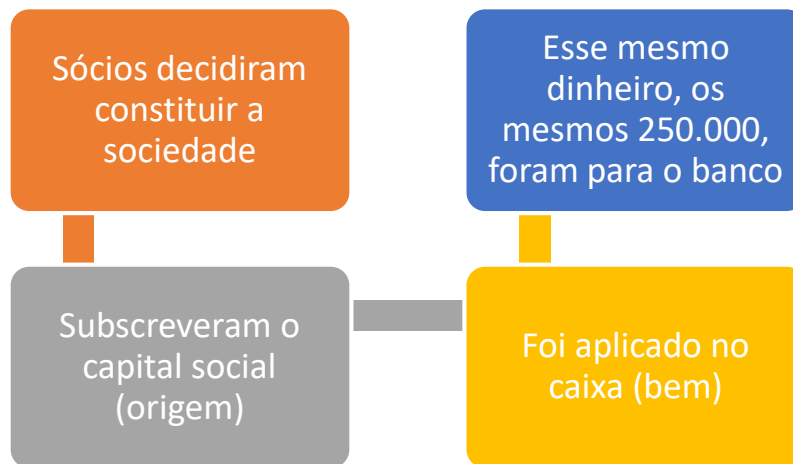 Sócios decidiram
constituir a
sociedade
Subscreveram o
capital social
(origem)
Foi aplicado no
caixa (bem)
Esse mesmo
dinheiro, os
mesmos 250.000,
foram para o banco